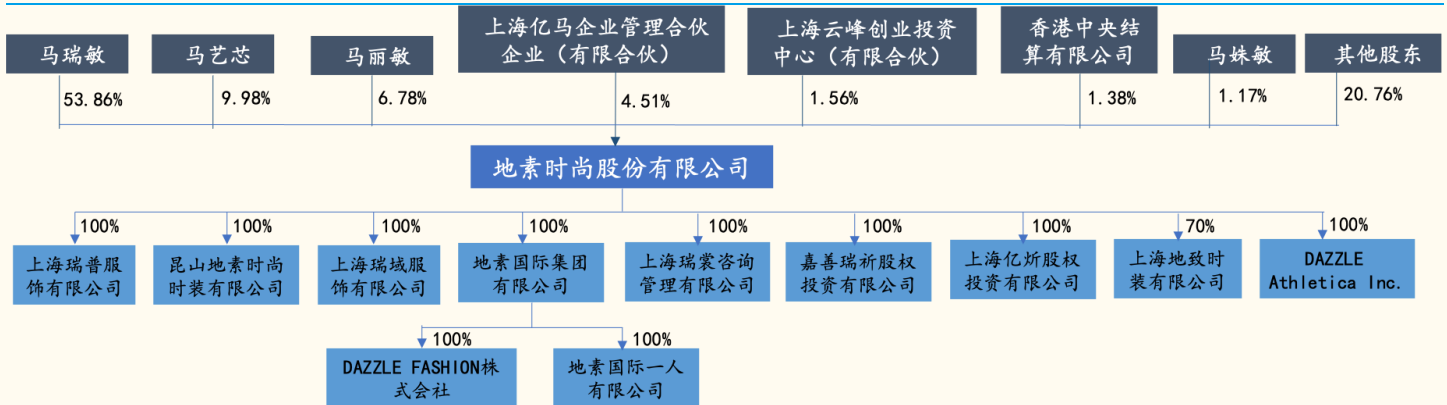 马瑞敏
马艺芯
马丽敏
上海亿马企业管理合伙
企业（有限合伙）
上海云峰创业投资
中心（有限合伙）
香港中央结
算有限公司
马姝敏
其他股东
53.86%
9.98%
6.78%
4.51%
1.56%
1.38%
1.17%
20.76%
地素时尚股份有限公司
100%
100%
100%
100%
100%
100%
100%
70%
100%
上海瑞普服
饰有限公司
昆山地素时尚
时装有限公司
上海瑞域服
饰有限公司
地素国际集团
有限公司
上海瑞裳咨询
管理有限公司
嘉善瑞祈股权
投资有限公司
上海亿炘股权
投资有限公司
上海地致时
装有限公司
DAZZLE
Athletica Inc.
100%
100%
DAZZLE FASHION株
式会社
地素国际一人
有限公司